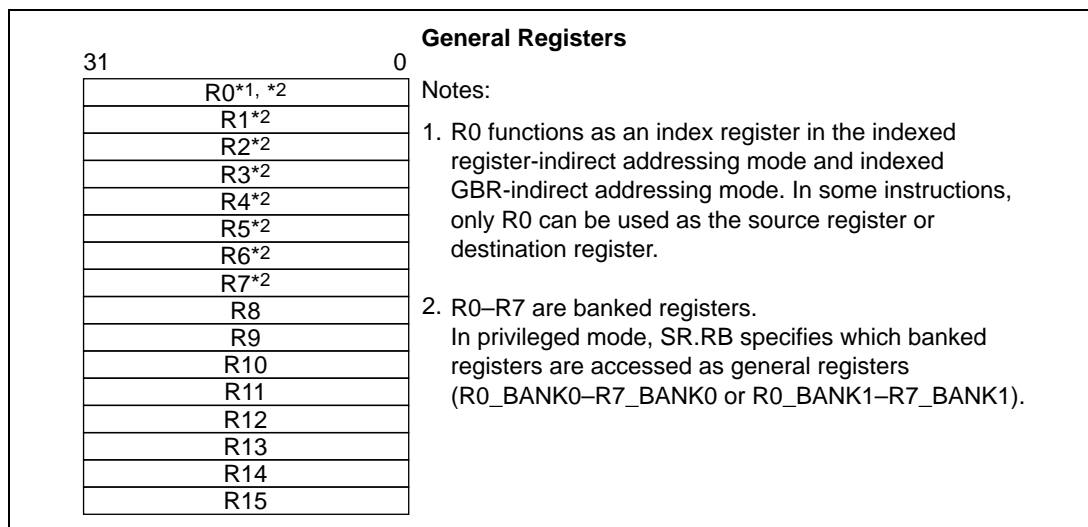 General Registers
31 0
R0*1, *2
R1*2
R2*2
R3*2
R4*2
R5*2
R6*2
R7*2
R8
R9
R10
R11
R12
R13
R14
R15
Notes:
1. R0 functions as an index register in the indexed
register-indirect addressing mode and indexed
GBR-indirect addressing mode. In some instructions,
only R0 can be used as the source register or
destination register.
2. R0–R7 are banked registers.
In privileged mode, SR.RB specifies which banked
registers are accessed as general registers
(R0_BANK0–R7_BANK0 or R0_BANK1–R7_BANK1).